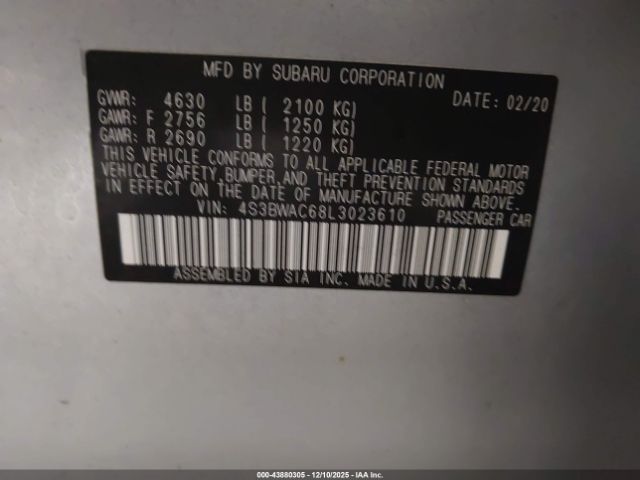 MFD BY SUBARU CORPORATION
GVWR: 4630 LB ( 2100 KG) DATE: 02/20
GAWR: F 2756 LB ( 1250 KG)
GAWR: R 2690 LB ( 1220 KG)
THIS VEHICLE CONFORMS TO ALL APPLICABLE FEDERAL MOTOR
VEHICLE SAFETY, BUMPER, AND THEFT PREVENTION STANDARDS
IN EFFECT ON THE DATE OF MANUFACTURE SHOWN ABOVE.
VIN: 4S3BWAC68L3023610 PASSENGER CAR
ASSEMBLED BY SIA INC. MADE IN U.S.A.
000-43880305 - 12/10/2025 - IAA Inc.